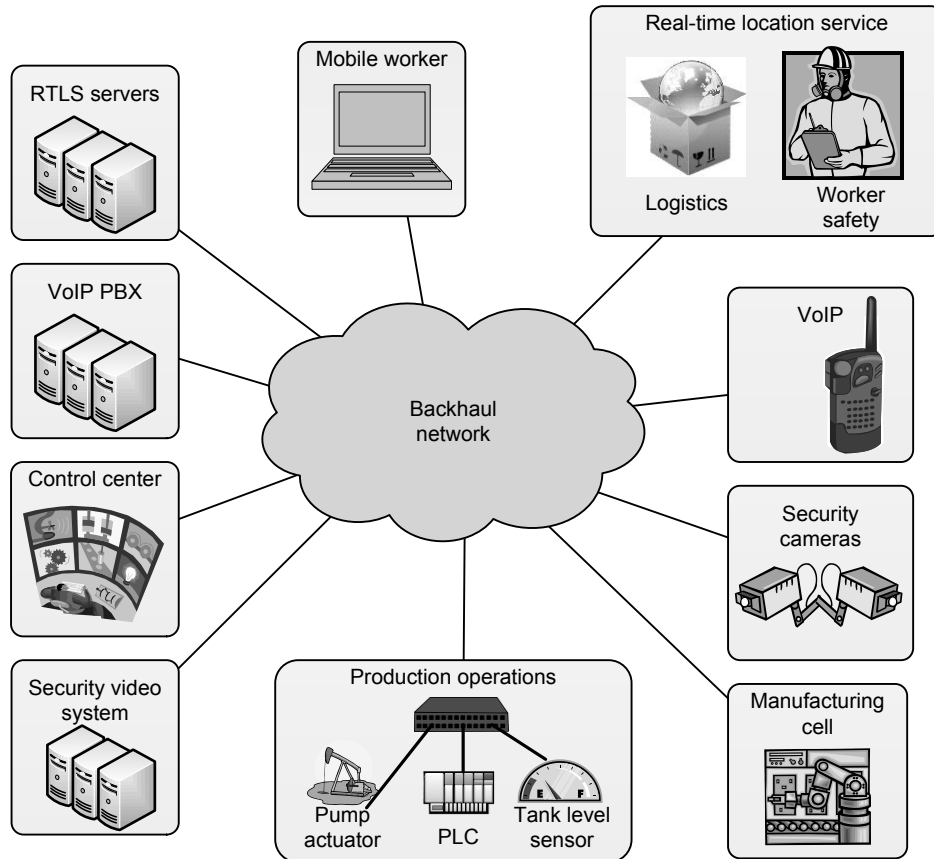 Real-time location service
Mobile worker
RTLS servers
Logistics
Worker
safety
VoIP PBX
VoIP
Backhaul
network
Control center
Security
cameras
Security video
system
Production operations
Manufacturing
cell
E
F
Pump
actuator
PLC
Tank level
sensor